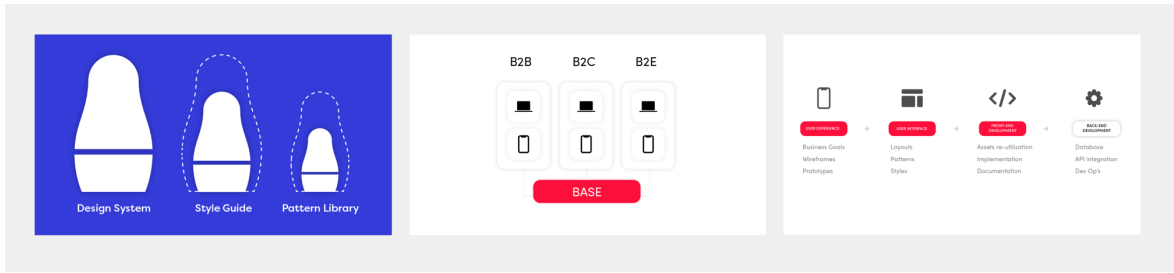 Design System Style Guide Pattern Library
B2B B2C B2E
BASE
USER EXPERIENCE
Business Goals
Wireframes
Prototypes
USER INTERFACE
Layouts
Patterns
Styles
</>
FRONT-END
DEVELOPMENT
Assets re-utilisation
Implementation
Documentation
BACK-END
DEVELOPMENT
Database
API integration
Dev Op's